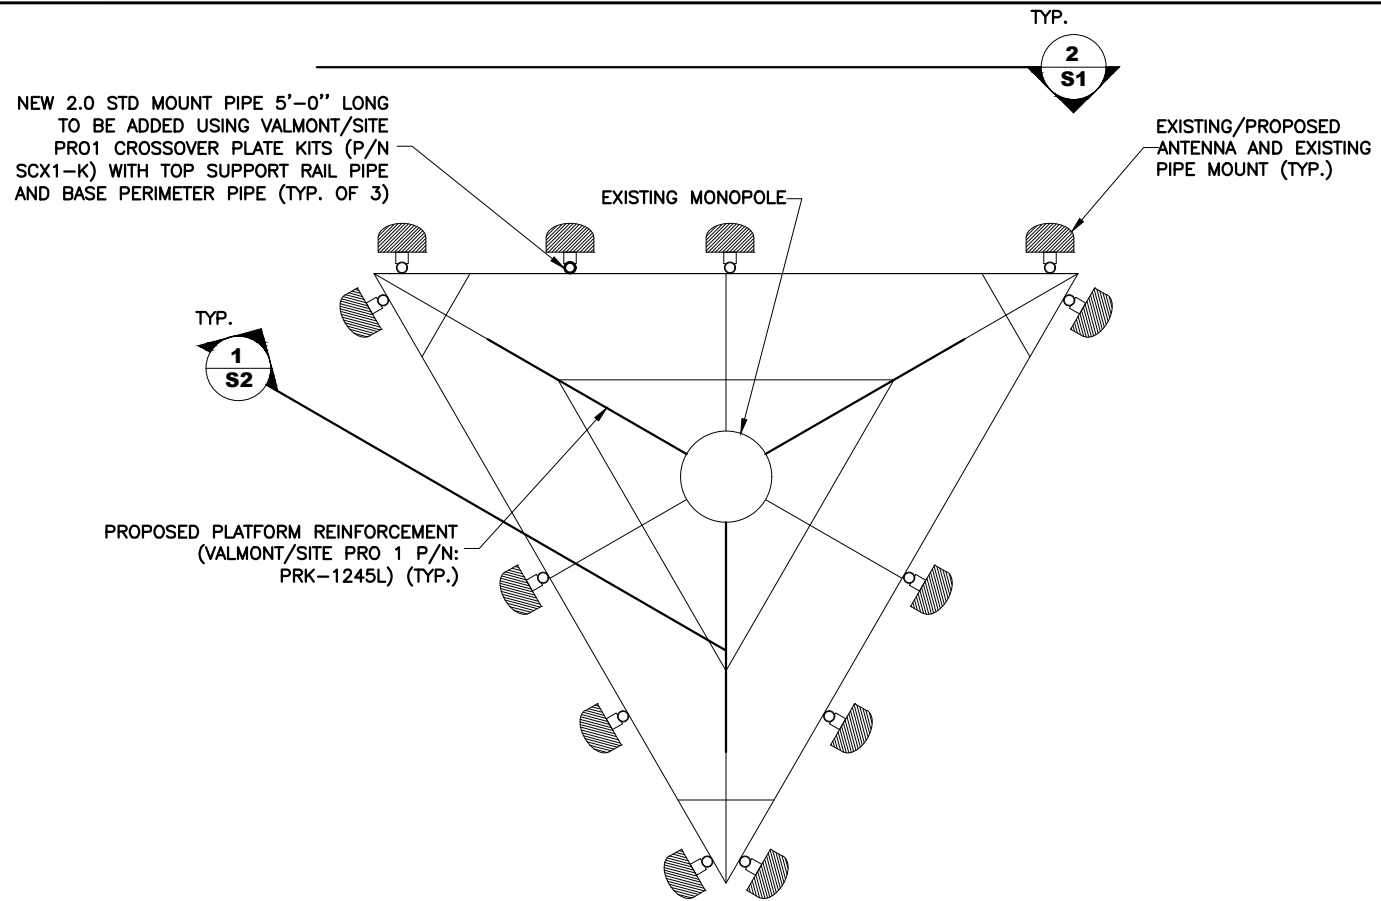 TYP.
2
S1
NEW 2.0 STD MOUNT PIPE 5'-0" LONG
TO BE ADDED USING VALMONT/SITE
PRO1 CROSSOVER PLATE KITS (P/N
SCX1-K) WITH TOP SUPPORT RAIL PIPE
AND BASE PERIMETER PIPE (TYP. OF 3)
EXISTING/PROPOSED
ANTENNA AND EXISTING
PIPE MOUNT (TYP.)
EXISTING MONOPOLE
TYP.
1
S2
PROPOSED PLATFORM REINFORCEMENT
(VALMONT/SITE PRO 1 P/N:
PRK-1245L) (TYP.)